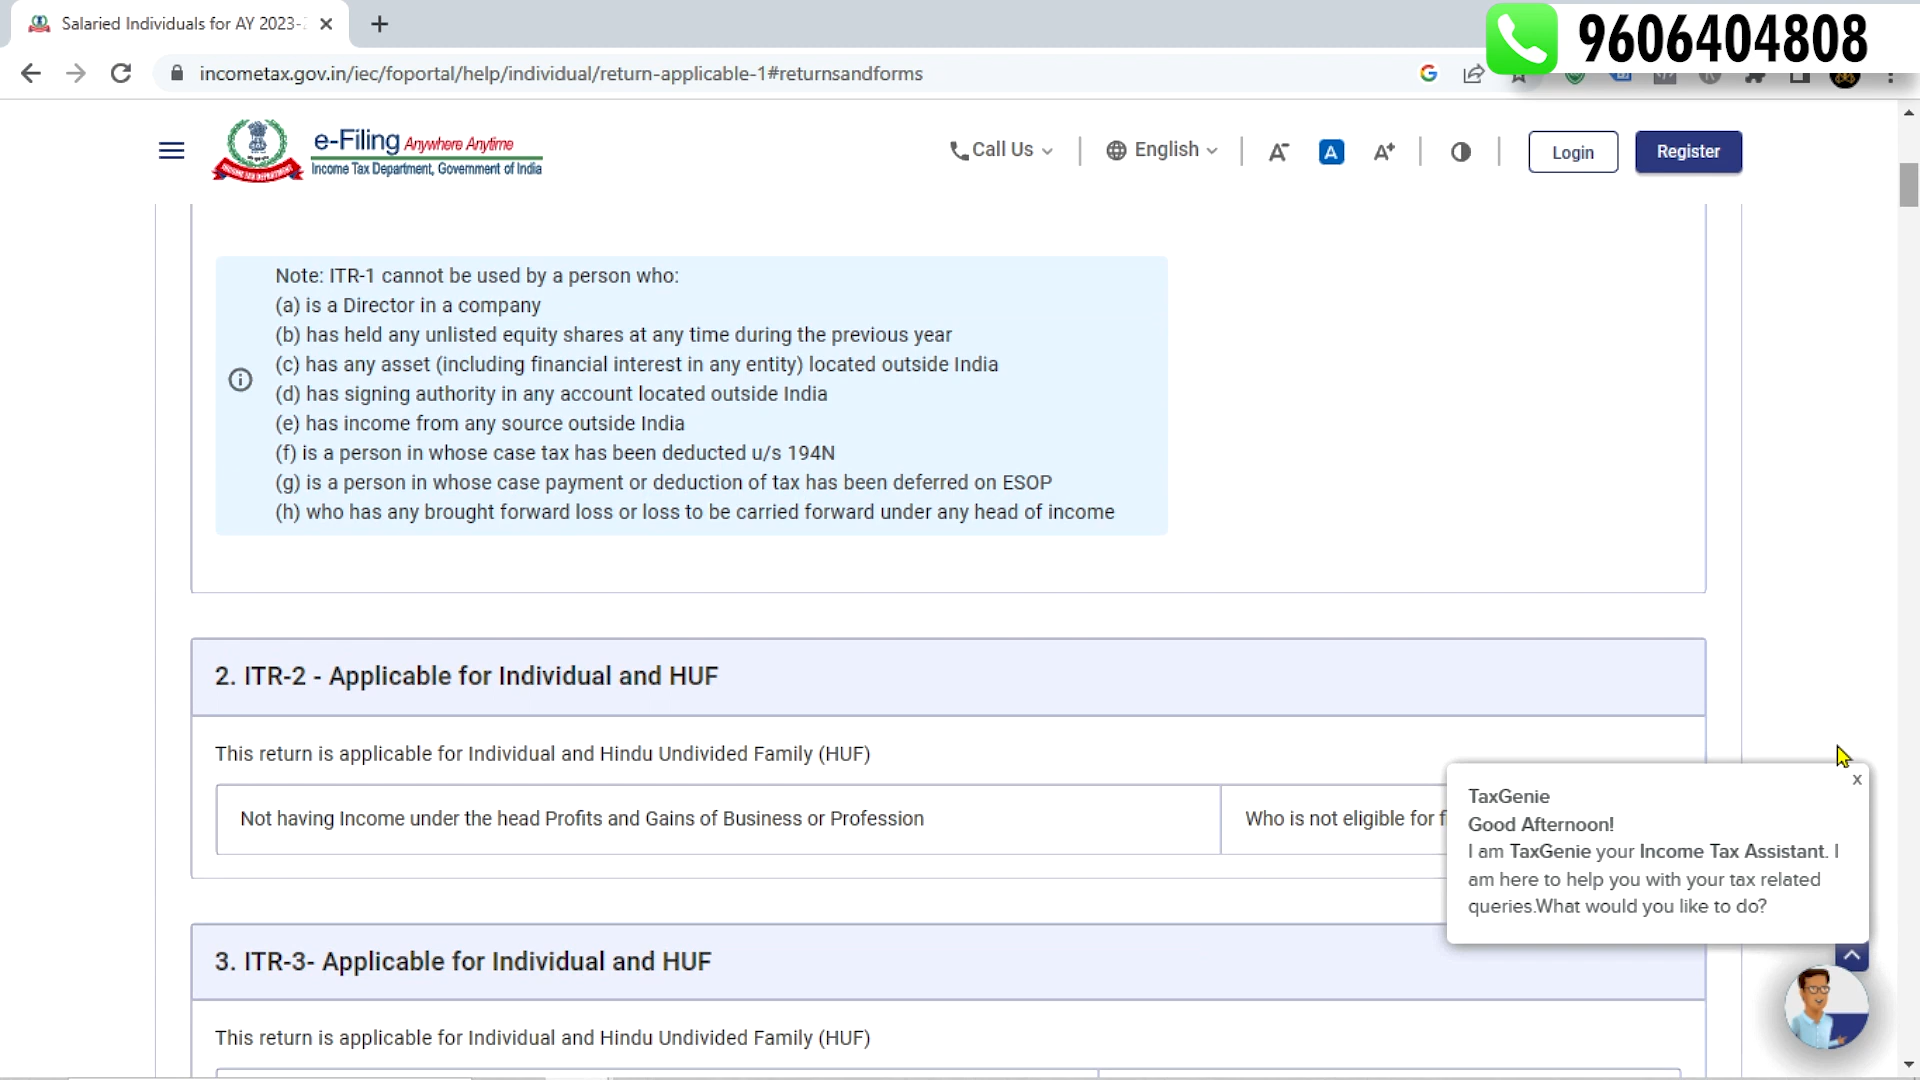 Salaried Individuals for AY 2023-
9606404808
incometax.gov.in/iec/foportal/help/individual/return-applicable-1#returnsandforms
e-Filing Anywhere Anytime
Income Tax Department, Government of India
Call Us
English
A-
A
A+
Login
Register
Note: ITR-1 cannot be used by a person who:
(a) is a Director in a company
(b) has held any unlisted equity shares at any time during the previous year
(c) has any asset (including financial interest in any entity) located outside India
(d) has signing authority in any account located outside India
(e) has income from any source outside India
(f) is a person in whose case tax has been deducted u/s 194N
(g) is a person in whose case payment or deduction of tax has been deferred on ESOP
(h) who has any brought forward loss or loss to be carried forward under any head of income
2. ITR-2 - Applicable for Individual and HUF
This return is applicable for Individual and Hindu Undivided Family (HUF)
Not having Income under the head Profits and Gains of Business or Profession
Who is not eligible for f
x
TaxGenie
Good Afternoon!
I am TaxGenie your Income Tax Assistant. I
am here to help you with your tax related
queries.What would you like to do?
3. ITR-3- Applicable for Individual and HUF
This return is applicable for Individual and Hindu Undivided Family (HUF)